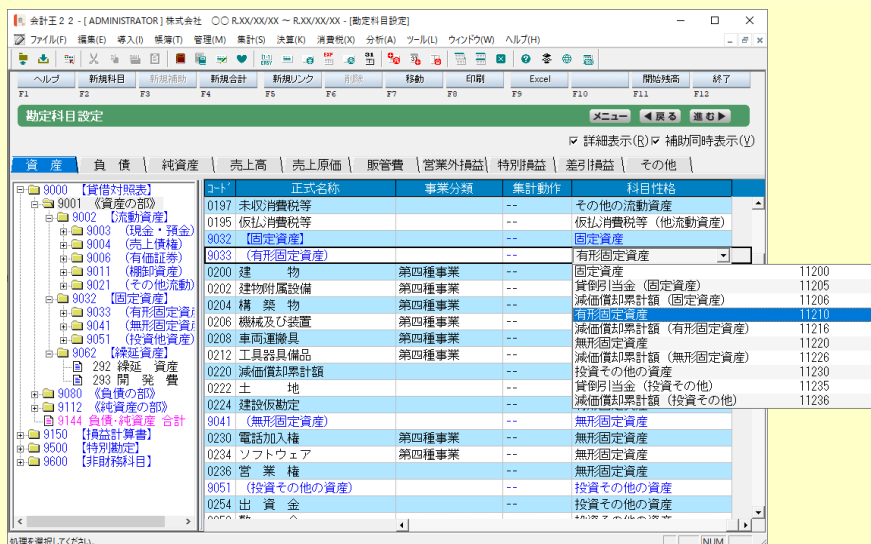 会計王22 - [ ADMINISTRATOR ] 株式会社 ○○ R.XX/XX/XX ～ R.XX/XX/XX - [勘定科目設定]
ファイル(F) 編集(E) 導入(I) 帳簿(T) 管理(M) 集計(S) 決算(K) 消費税(X) 分析(A) ツール(L) ウィンドウ(W) ヘルプ(H)
ヘルプ 新規科目 新規補助 新規合計 新規リンク 削除 移動 印刷 Excel 開始残高 終了
F1 F2 F3 F4 F5 F6 F7 F8 F9 F10 F11 F12
勘定科目設定 メニュー ◀戻る 進む▶
詳細表示(R) 補助同時表示(Y)
資 産 負 債 純資産 売上高 売上原価 販管費 営業外損益 特別損益 差引損益 その他
9000 【貸借対照表】
9001 《資産の部》
9002 【流動資産】
9003 (現金・預金)
9004 (売上債権)
9006 (有価証券)
9011 (棚卸資産)
9021 (その他流動)
9032 【固定資産】
9033 (有形固定資
9041 (無形固定資
9051 (投資他資産)
9062 【繰延資産】
292 繰延 資産
293 開 発 費
9080 《負債の部》
9112 《純資産の部》
9144 負債・純資産 合計
9150 【損益計算書】
9500 【特別勘定】
9600 【非財務科目】
コード 正式名称 事業分類 集計動作 科目性格
0197 未収消費税等 -- その他の流動資産
0195 仮払消費税等 -- 仮払消費税等 (他流動資産)
9032 【固定資産】 -- 固定資産
9033 (有形固定資産) -- 有形固定資産
0200 建 物 第四種事業 --
0202 建物附属設備 第四種事業 --
0204 構 築 物 第四種事業 --
0206 機械及び装置 第四種事業 --
0208 車両運搬具 第四種事業 --
0212 工具器具備品 第四種事業 --
0220 減価償却累計額 --
0222 土 地 --
0224 建設仮勘定 --
9041 (無形固定資産) -- 無形固定資産
0230 電話加入権 第四種事業 -- 無形固定資産
0234 ソフトウェア 第四種事業 -- 無形固定資産
0236 営 業 権 -- 無形固定資産
9051 (投資その他の資産) -- 投資その他の資産
0254 出 資 金 -- 投資その他の資産
固定資産 11200
貸倒引当金 (固定資産) 11205
減価償却累計額 (固定資産) 11206
有形固定資産 11210
減価償却累計額 (有形固定資産) 11216
無形固定資産 11220
減価償却累計額 (無形固定資産) 11226
投資その他の資産 11230
貸倒引当金 (投資その他) 11235
減価償却累計額 (投資その他) 11236
処理を選択してください。 NUM